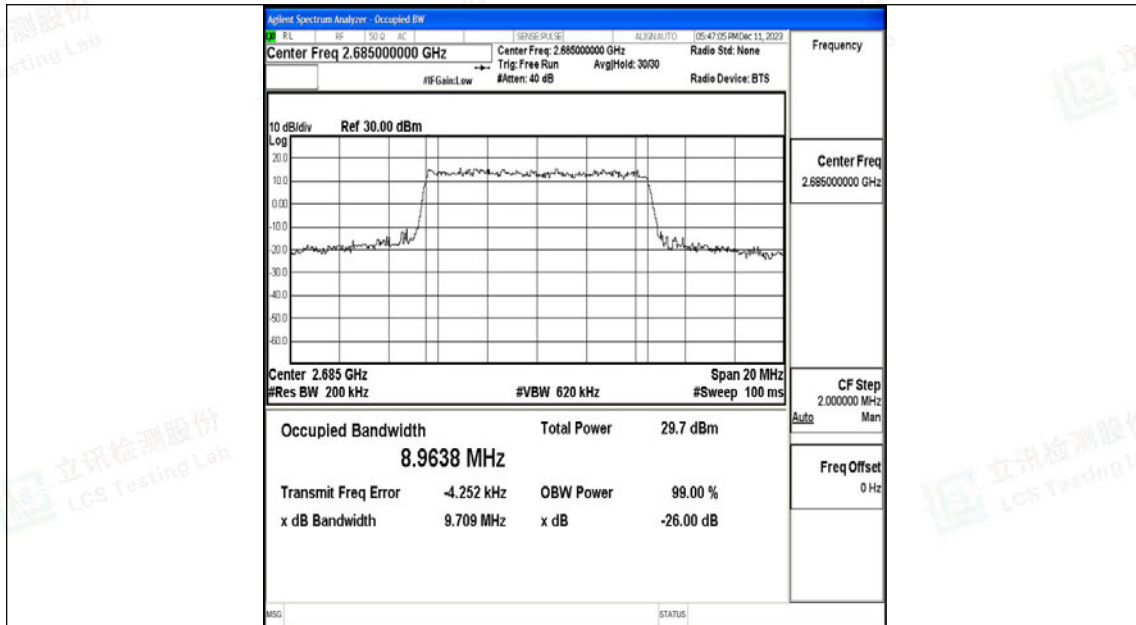 Agilent Spectrum Analyzer - Occupied BW
RL RF 50 Ω AC SENSE:PULSE ALIGN AUTO 05:47:05 PM Dec 11, 2023
Center Freq 2.685000000 GHz
Center Freq: 2.685000000 GHz
Radio Std: None
Trig: Free Run Avg|Hold: 30/30
#IFGain:Low
#Atten: 40 dB
Radio Device: BTS
Frequency
10 dB/div Ref 30.00 dBm
Log
20.0
10.0
0.00
-10.0
-20.0
-30.0
-40.0
-50.0
-60.0
Center 2.685 GHz
Span 20 MHz
#Res BW 200 kHz
#VBW 620 kHz
#Sweep 100 ms
Center Freq
2.685000000 GHz
CF Step
2.000000 MHz
Auto Man
Freq Offset
0 Hz
Occupied Bandwidth
Total Power 29.7 dBm
8.9638 MHz
Transmit Freq Error -4.252 kHz
OBW Power 99.00 %
x dB Bandwidth 9.709 MHz
x dB -26.00 dB
MSG
STATUS
立讯检测股份
LCS Testing Lab